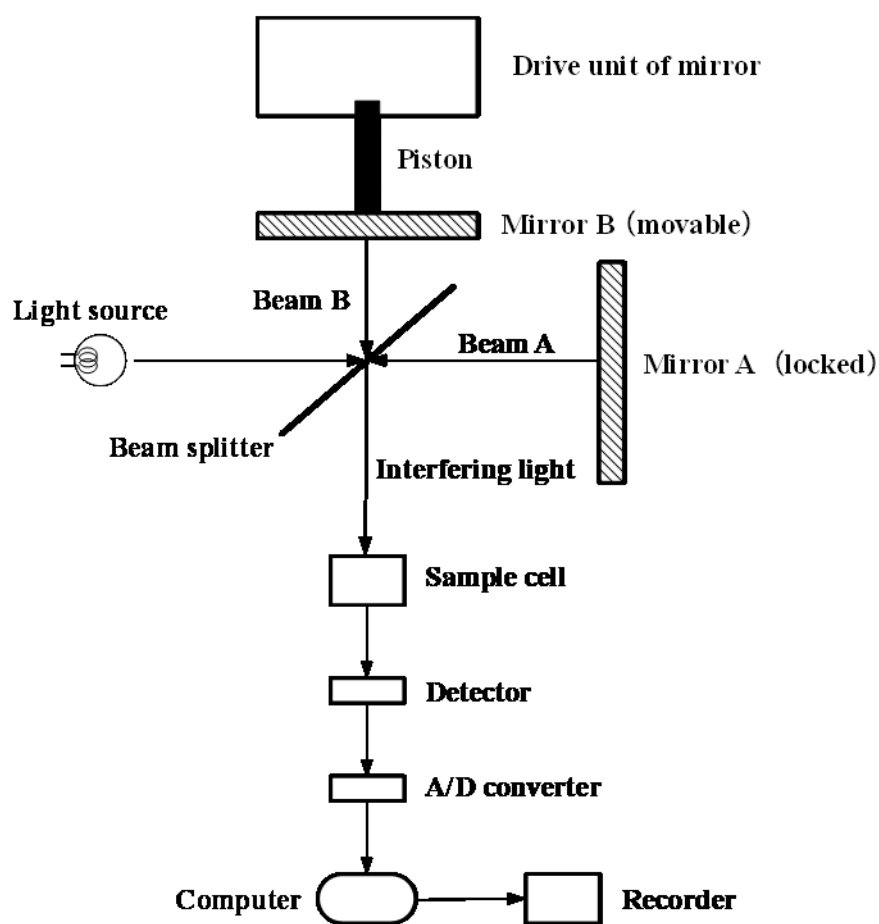 Drive unit of mirror
Piston
Mirror B (movable)
Light source
Beam B
Beam A
Mirror A (locked)
Beam splitter
Interfering light
Sample cell
Detector
A/D converter
Computer
Recorder